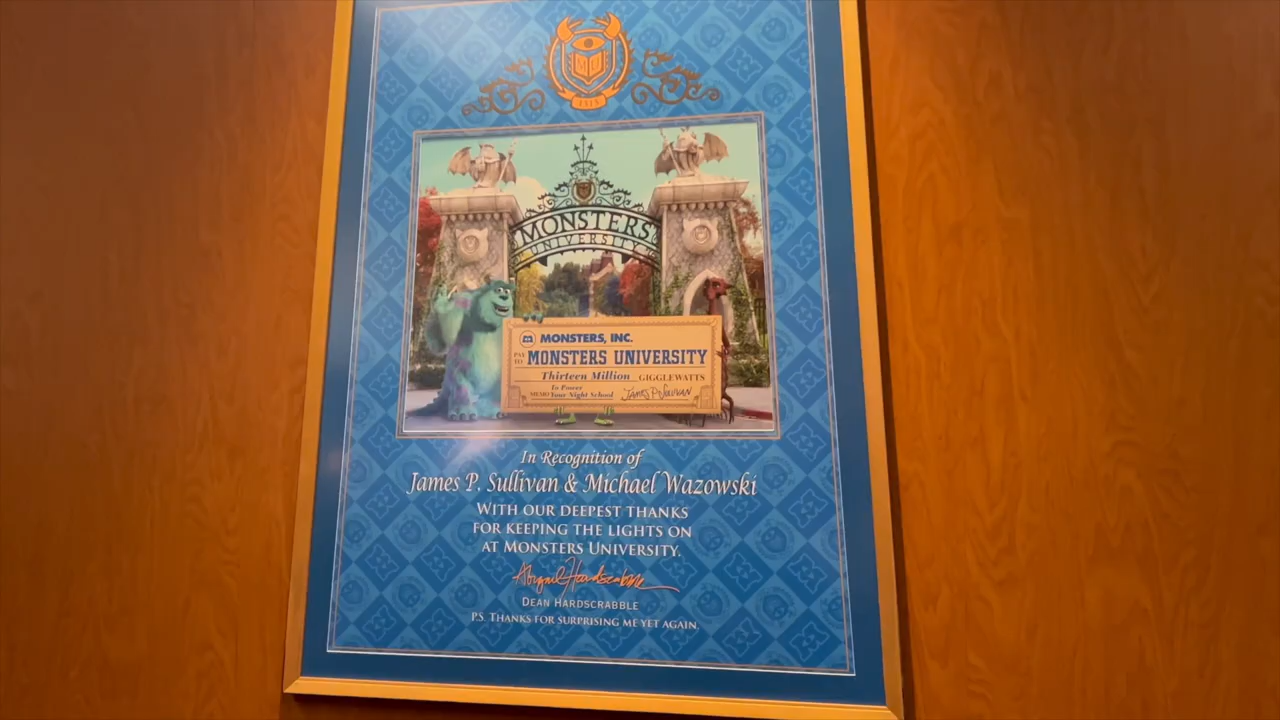 1313
MONSTERS
UNIVERSITY
MONSTERS, INC.
PAY TO MONSTERS UNIVERSITY
Thirteen Million GIGGLEWATTS
To Power
MEMO Your Night School James P. Sullivan
In Recognition of
James P. Sullivan & Michael Wazowski
WITH OUR DEEPEST THANKS
FOR KEEPING THE LIGHTS ON
AT MONSTERS UNIVERSITY.
Abigail Hardscrabble
DEAN HARDSCRABBLE
P.S. THANKS FOR SURPRISING ME YET AGAIN.